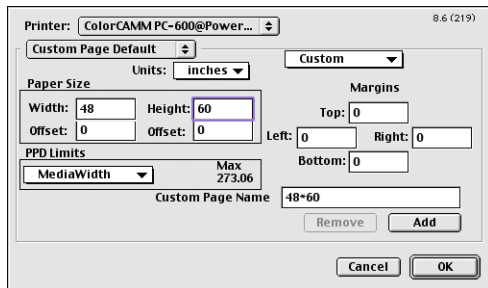 Printer: ColorCAMM PC-600@Power... 8.6 (219)
Custom Page Default
Units: inches Custom
Paper Size Margins
Width: 48 Height: 60 Top: 0
Offset: 0 Offset: 0 Left: 0 Right: 0
PPD Limits Bottom: 0
MediaWidth Max
273.06
Custom Page Name 48*60
Remove Add
Cancel OK